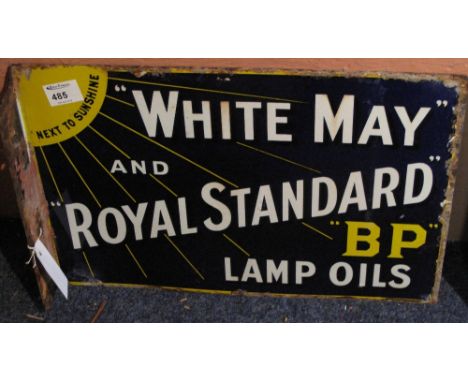 485
NEXT TO SUNSHINE
"WHITE MAY"
AND
"ROYAL STANDARD"
"BP"
LAMP OILS